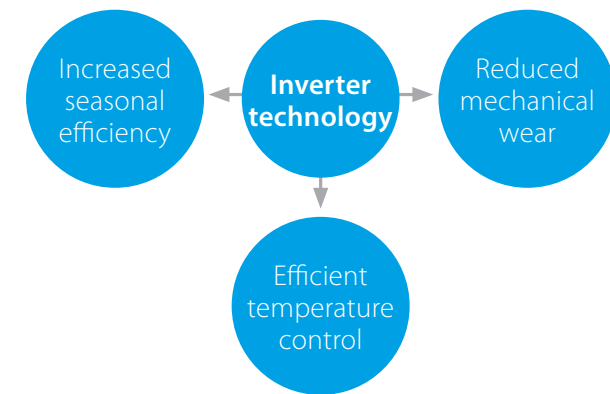 Increased
seasonal
efficiency
Inverter
technology
Reduced
mechanical
wear
Efficient
temperature
control